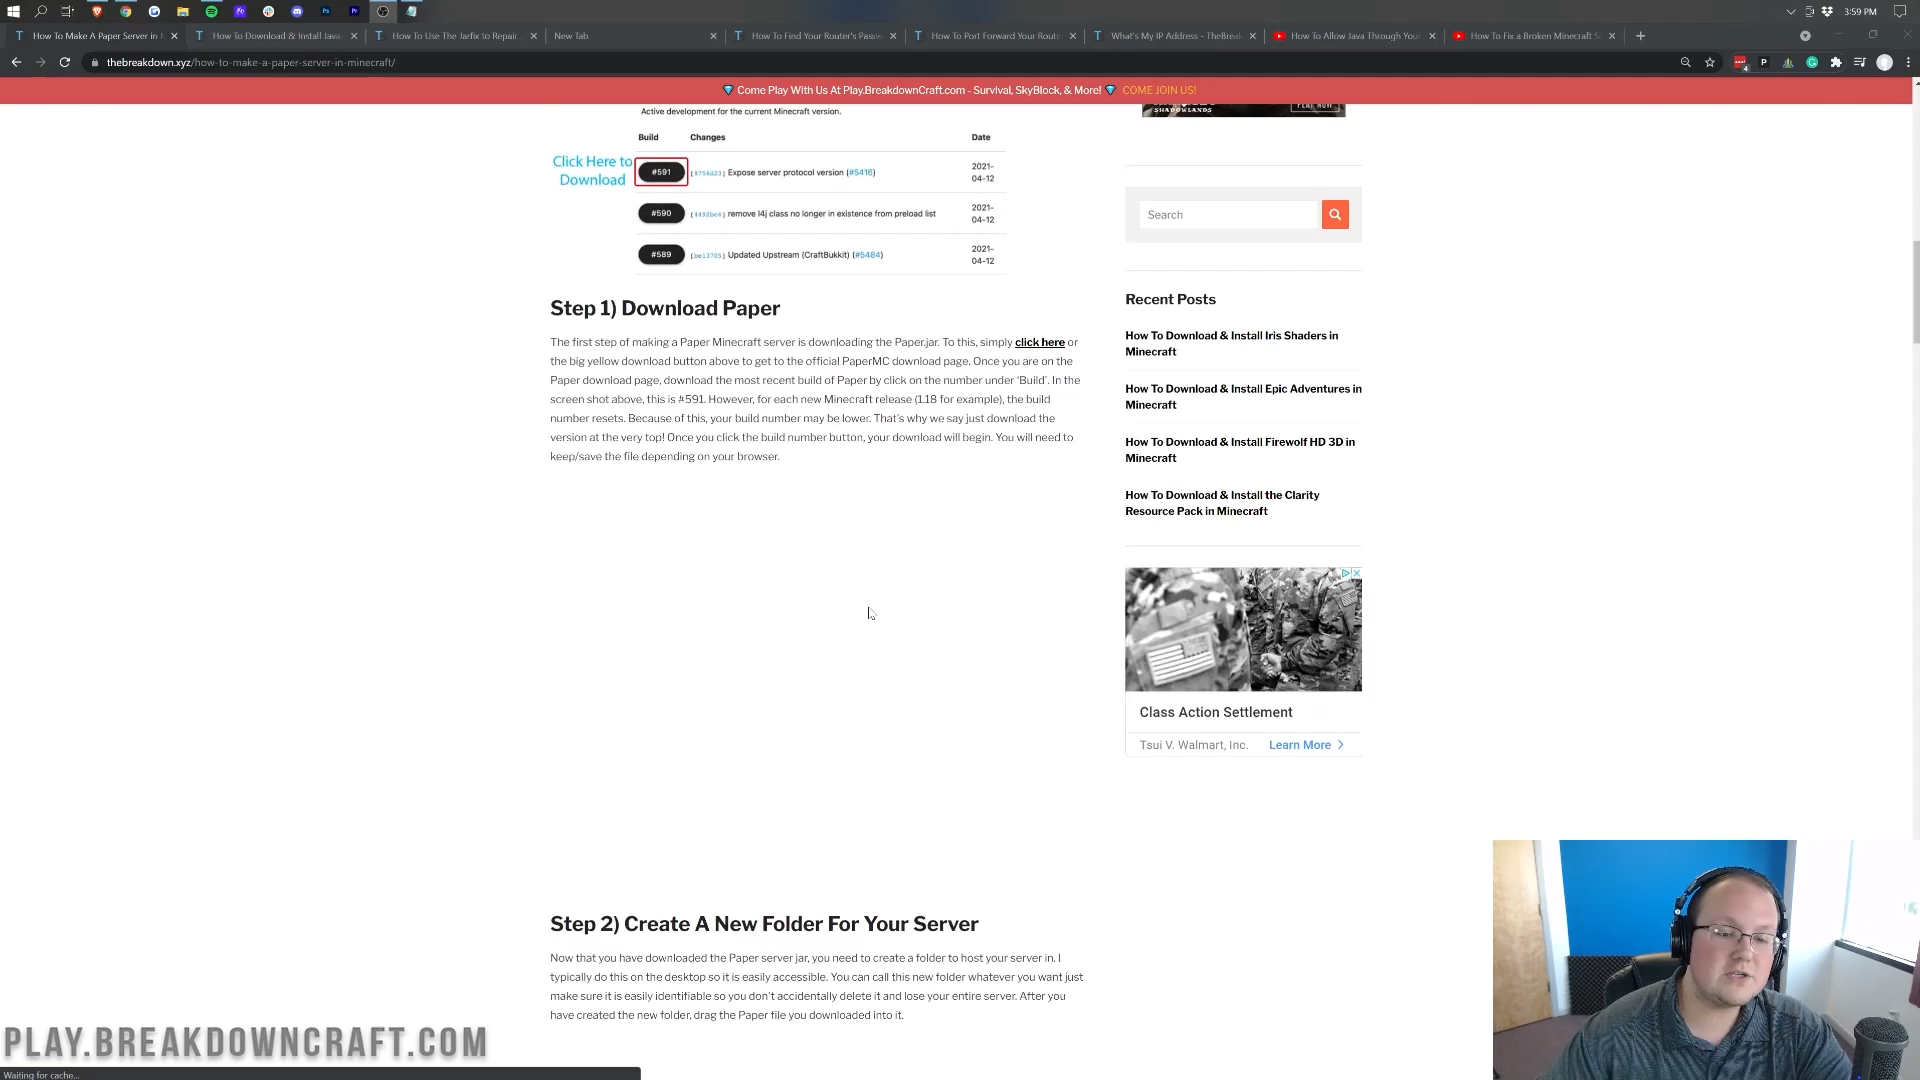 3:59 PM
How To Make A Paper Server in
How To Download & Install Java
How To Use The Jarfix to Repair
New Tab
How To Find Your Router's Passw
How To Port Forward Your Route
What's My IP Address - TheBreak
How To Allow Java Through You
How To Fix a Broken Minecraft S
thebreakdown.xyz/how-to-make-a-paper-server-in-minecraft/
Come Play With Us At Play.BreakdownCraft.com - Survival, SkyBlock, & More! COME JOIN US!
Active development for the current Minecraft version.
SHADOWLANDS
PLAY NOW
Build Changes Date
Click Here to
Download
#591 [8756d23] Expose server protocol version (#5416) 2021-
04-12
#590 [4492bc4] remove l4j class no longer in existence from preload list 2021-
04-12
#589 Updated Upstream (CraftBukkit) (#5484) 2021-
04-12
Step 1) Download Paper
The first step of making a Paper Minecraft server is downloading the Paper.jar. To this, simply click here or
the big yellow download button above to get to the official PaperMC download page. Once you are on the
Paper download page, download the most recent build of Paper by click on the number under ‘Build’. In the
screen shot above, this is #591. However, for each new Minecraft release (1.18 for example), the build
number resets. Because of this, your build number may be lower. That's why we say just download the
version at the very top! Once you click the build number button, your download will begin. You will need to
keep/save the file depending on your browser.
Step 2) Create A New Folder For Your Server
Now that you have downloaded the Paper server jar, you need to create a folder to host your server in. I
typically do this on the desktop so it is easily accessible. You can call this new folder whatever you want just
make sure it is easily identifiable so you don't accidentally delete it and lose your entire server. After you
have created the new folder, drag the Paper file you downloaded into it.
Search
Recent Posts
How To Download & Install Iris Shaders in
Minecraft
How To Download & Install Epic Adventures in
Minecraft
How To Download & Install Firewolf HD 3D in
Minecraft
How To Download & Install the Clarity
Resource Pack in Minecraft
Class Action Settlement
Tsui V. Walmart, Inc. Learn More
PLAY.BREAKDOWNCRAFT.COM
Waiting for cache...